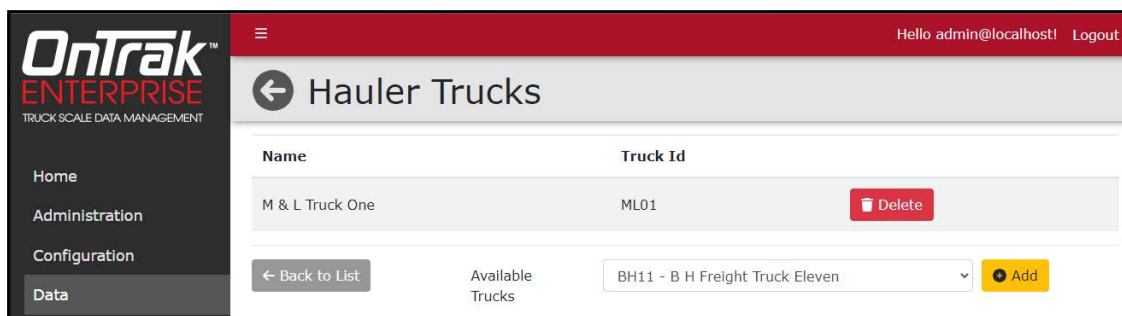 OnTrak™
ENTERPRISE
TRUCK SCALE DATA MANAGEMENT
Home
Administration
Configuration
Data
Hello admin@localhost! Logout
Hauler Trucks
Name Truck Id
M & L Truck One ML01 Delete
Back to List Available Trucks BH11 - B H Freight Truck Eleven Add